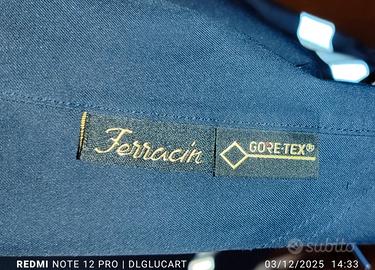 Ferracin
GORE-TEX®
REDMI NOTE 12 PRO | DLGLUCART
03/12/2025 14:33
subito